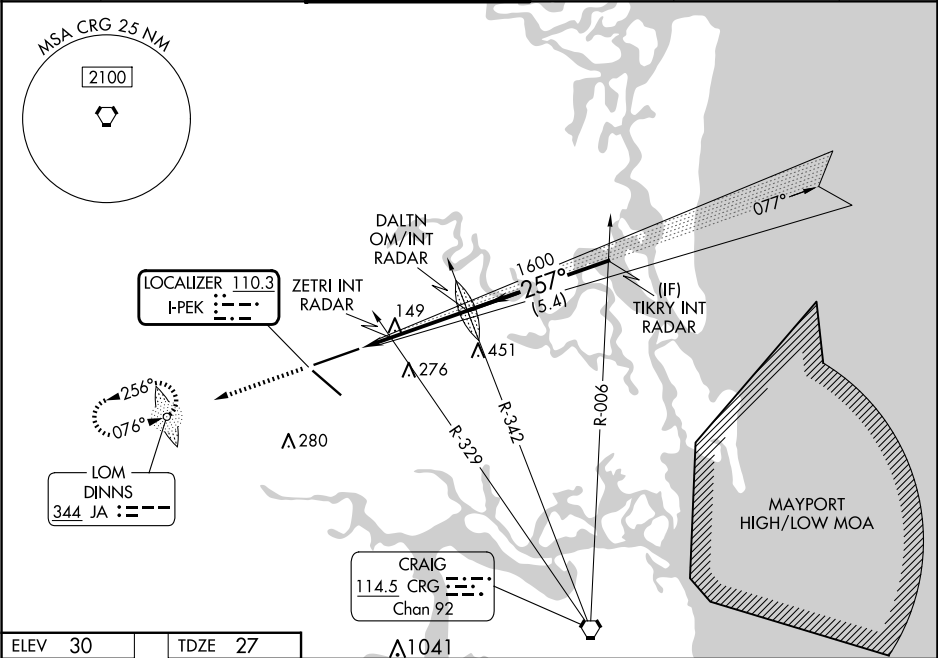 MSA CRG 25 NM
2100
077°
DALTN
OM/INT
RADAR
1600
257°
(5.4)
(IF)
TIKRY INT
RADAR
LOCALIZER 110.3
I-PEK
ZETRI INT
RADAR
149
451
276
256°
076°
280
R-329
R-342
R-006
LOM
DINNS
344 JA
MAYPORT
HIGH/LOW MOA
CRAIG
114.5 CRG
Chan 92
ELEV 30
TDZE 27
1041